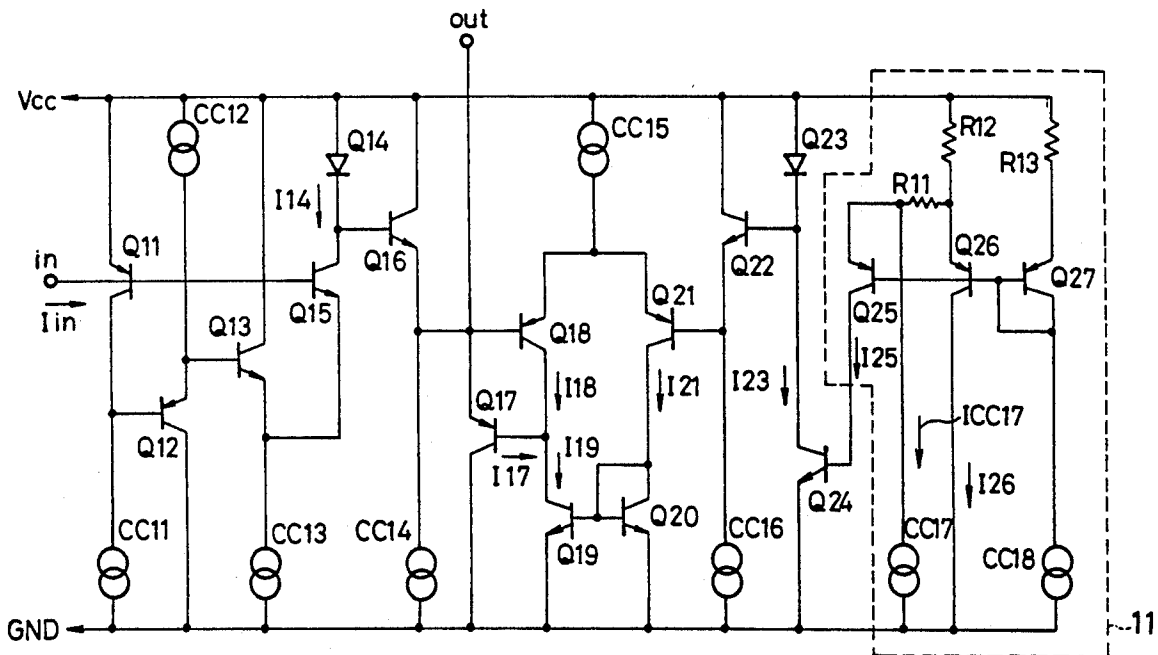 out
Vcc
CC12
Q14
CC15
Q23
R12
R13
R11
I14
Q11
in
Iin
Q16
Q15
Q13
Q22
Q21
Q18
Q26
Q27
Q25
I25
Q17
I18
I21
I23
ICC17
Q12
I19
I17
I26
Q24
CC11
CC13
CC14
Q19
Q20
CC16
CC17
CC18
GND
11